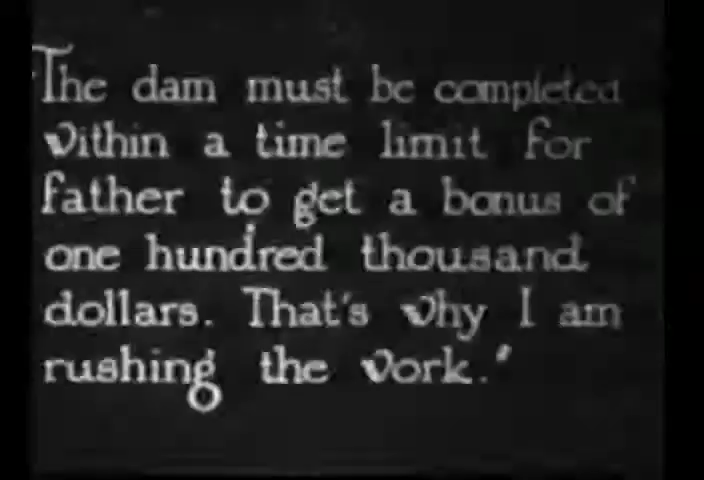 The dam must be completed
within a time limit for
father to get a bonus of
one hundred thousand
dollars. That's why I am
rushing the work."